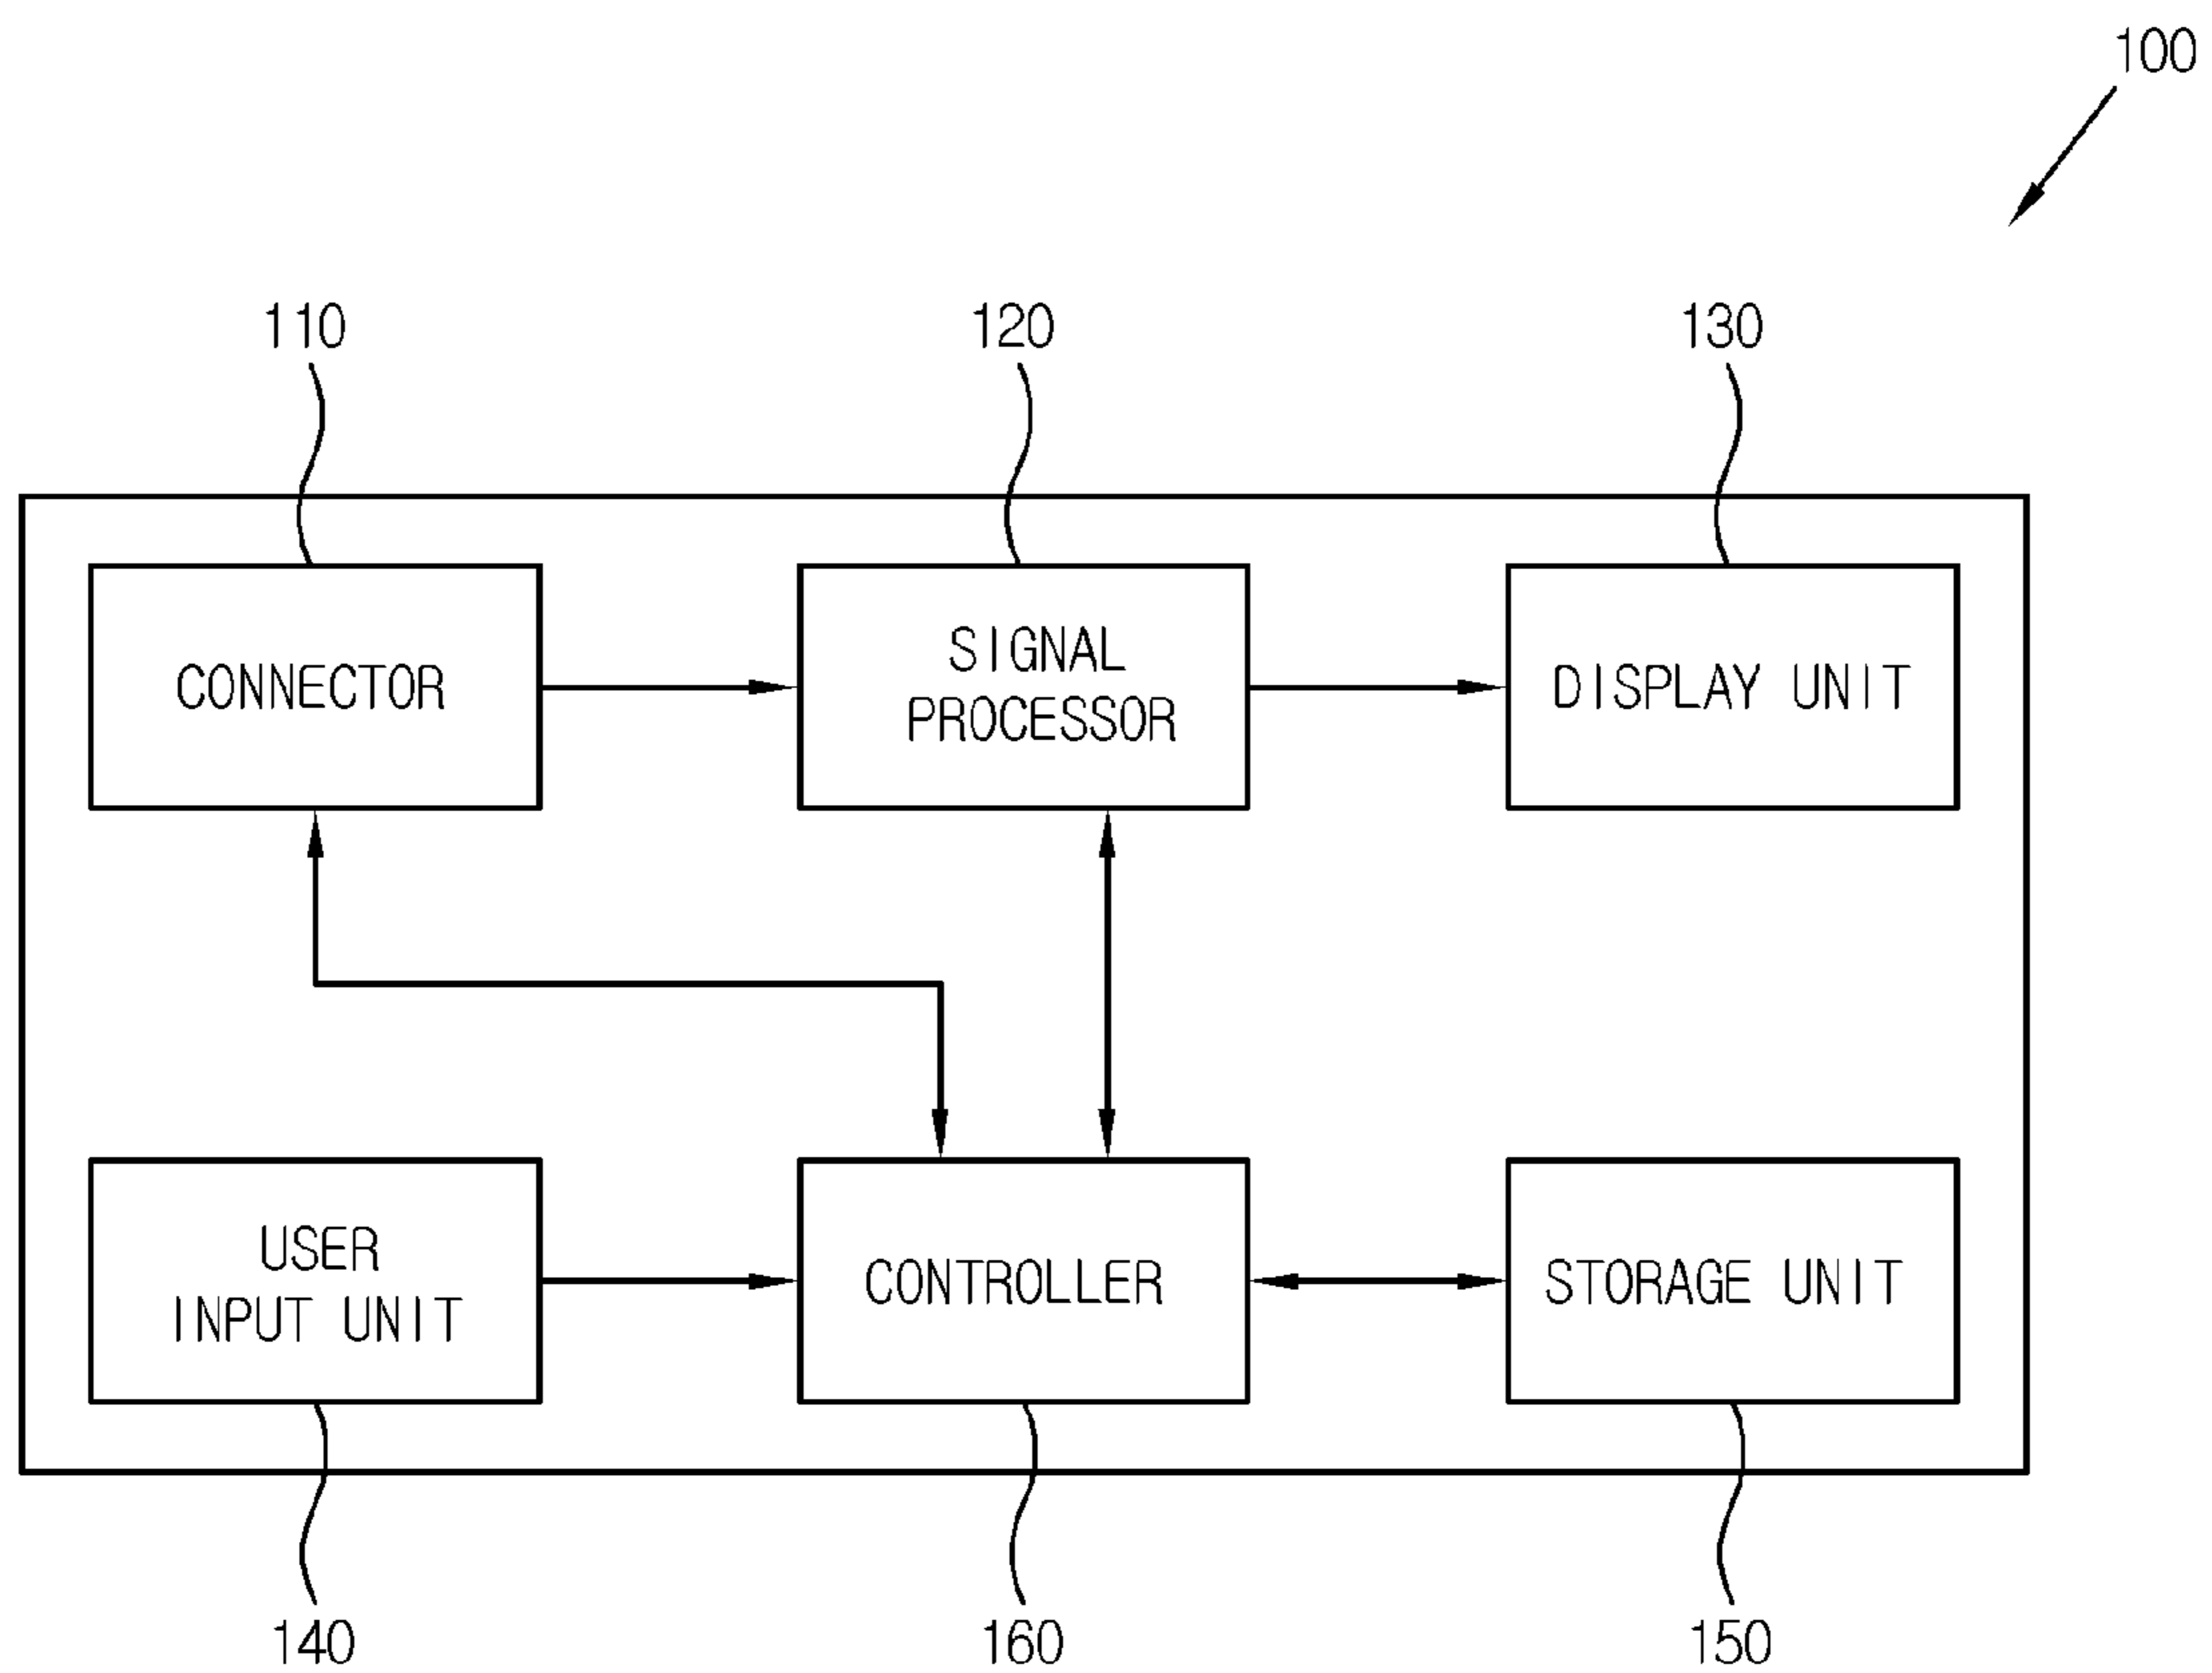 100
110
120
130
CONNECTOR
SIGNAL
PROCESSOR
DISPLAY UNIT
USER
INPUT UNIT
CONTROLLER
STORAGE UNIT
140
160
150